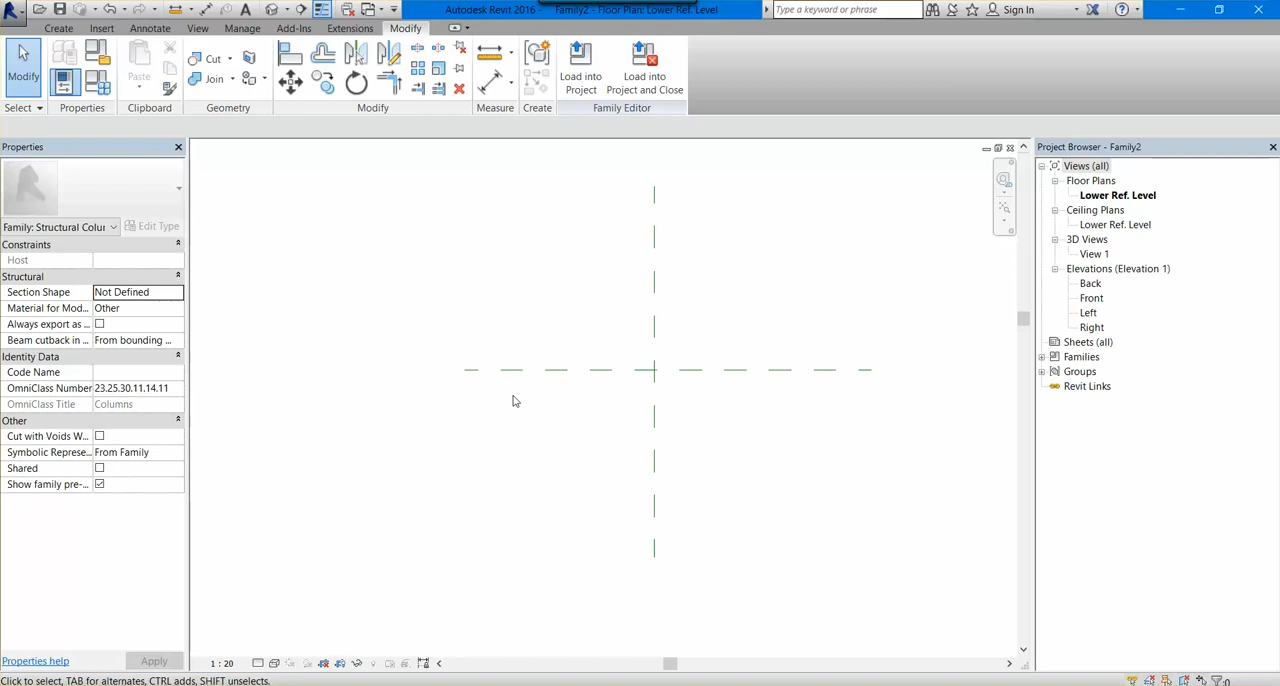 Autodesk Revit 2016 - Family2 - Floor Plan: Lower Ref. Level
Type a keyword or phrase
Sign In
Create Insert Annotate View Manage Add-Ins Extensions Modify
Modify
Paste
Cut
Join
Load into Project
Load into Project and Close
Select Properties Clipboard Geometry Modify Measure Create Family Editor
Properties
Family: Structural Colur
Edit Type
Constraints
Host
Structural
Section Shape Not Defined
Material for Mod... Other
Always export as ...
Beam cutback in ... From bounding ...
Identity Data
Code Name
OmniClass Number 23.25.30.11.14.11
OmniClass Title Columns
Other
Cut with Voids W...
Symbolic Represe... From Family
Shared
Show family pre-...
Properties help
Apply
1 : 20
Project Browser - Family2
Views (all)
Floor Plans
Lower Ref. Level
Ceiling Plans
Lower Ref. Level
3D Views
View 1
Elevations (Elevation 1)
Back
Front
Left
Right
Sheets (all)
Families
Groups
Revit Links
Click to select, TAB for alternates, CTRL adds, SHIFT unselects.
:0